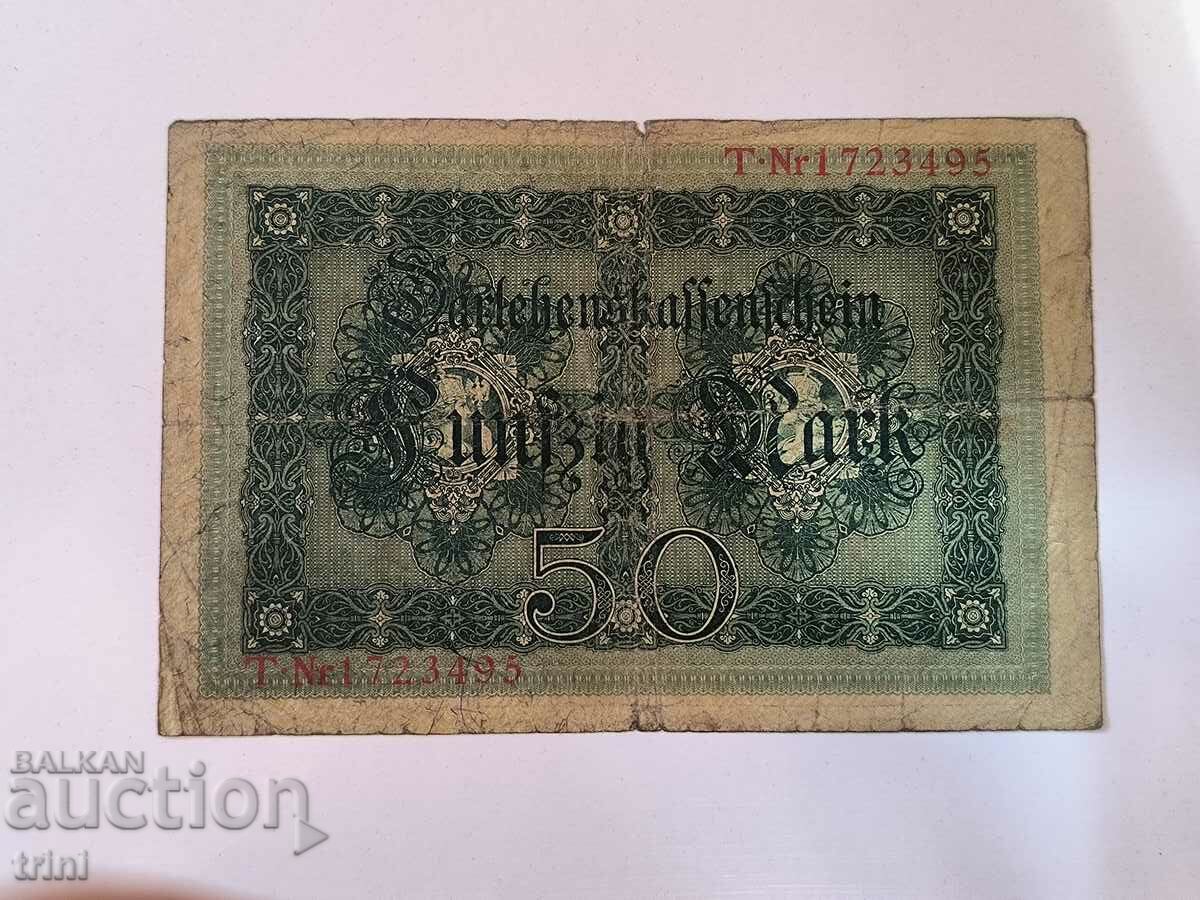 T·Nr1723495
Darlehenskassenschein
Fünfzig Mark
50
T·Nr1723495
BALKAN
auction
trini